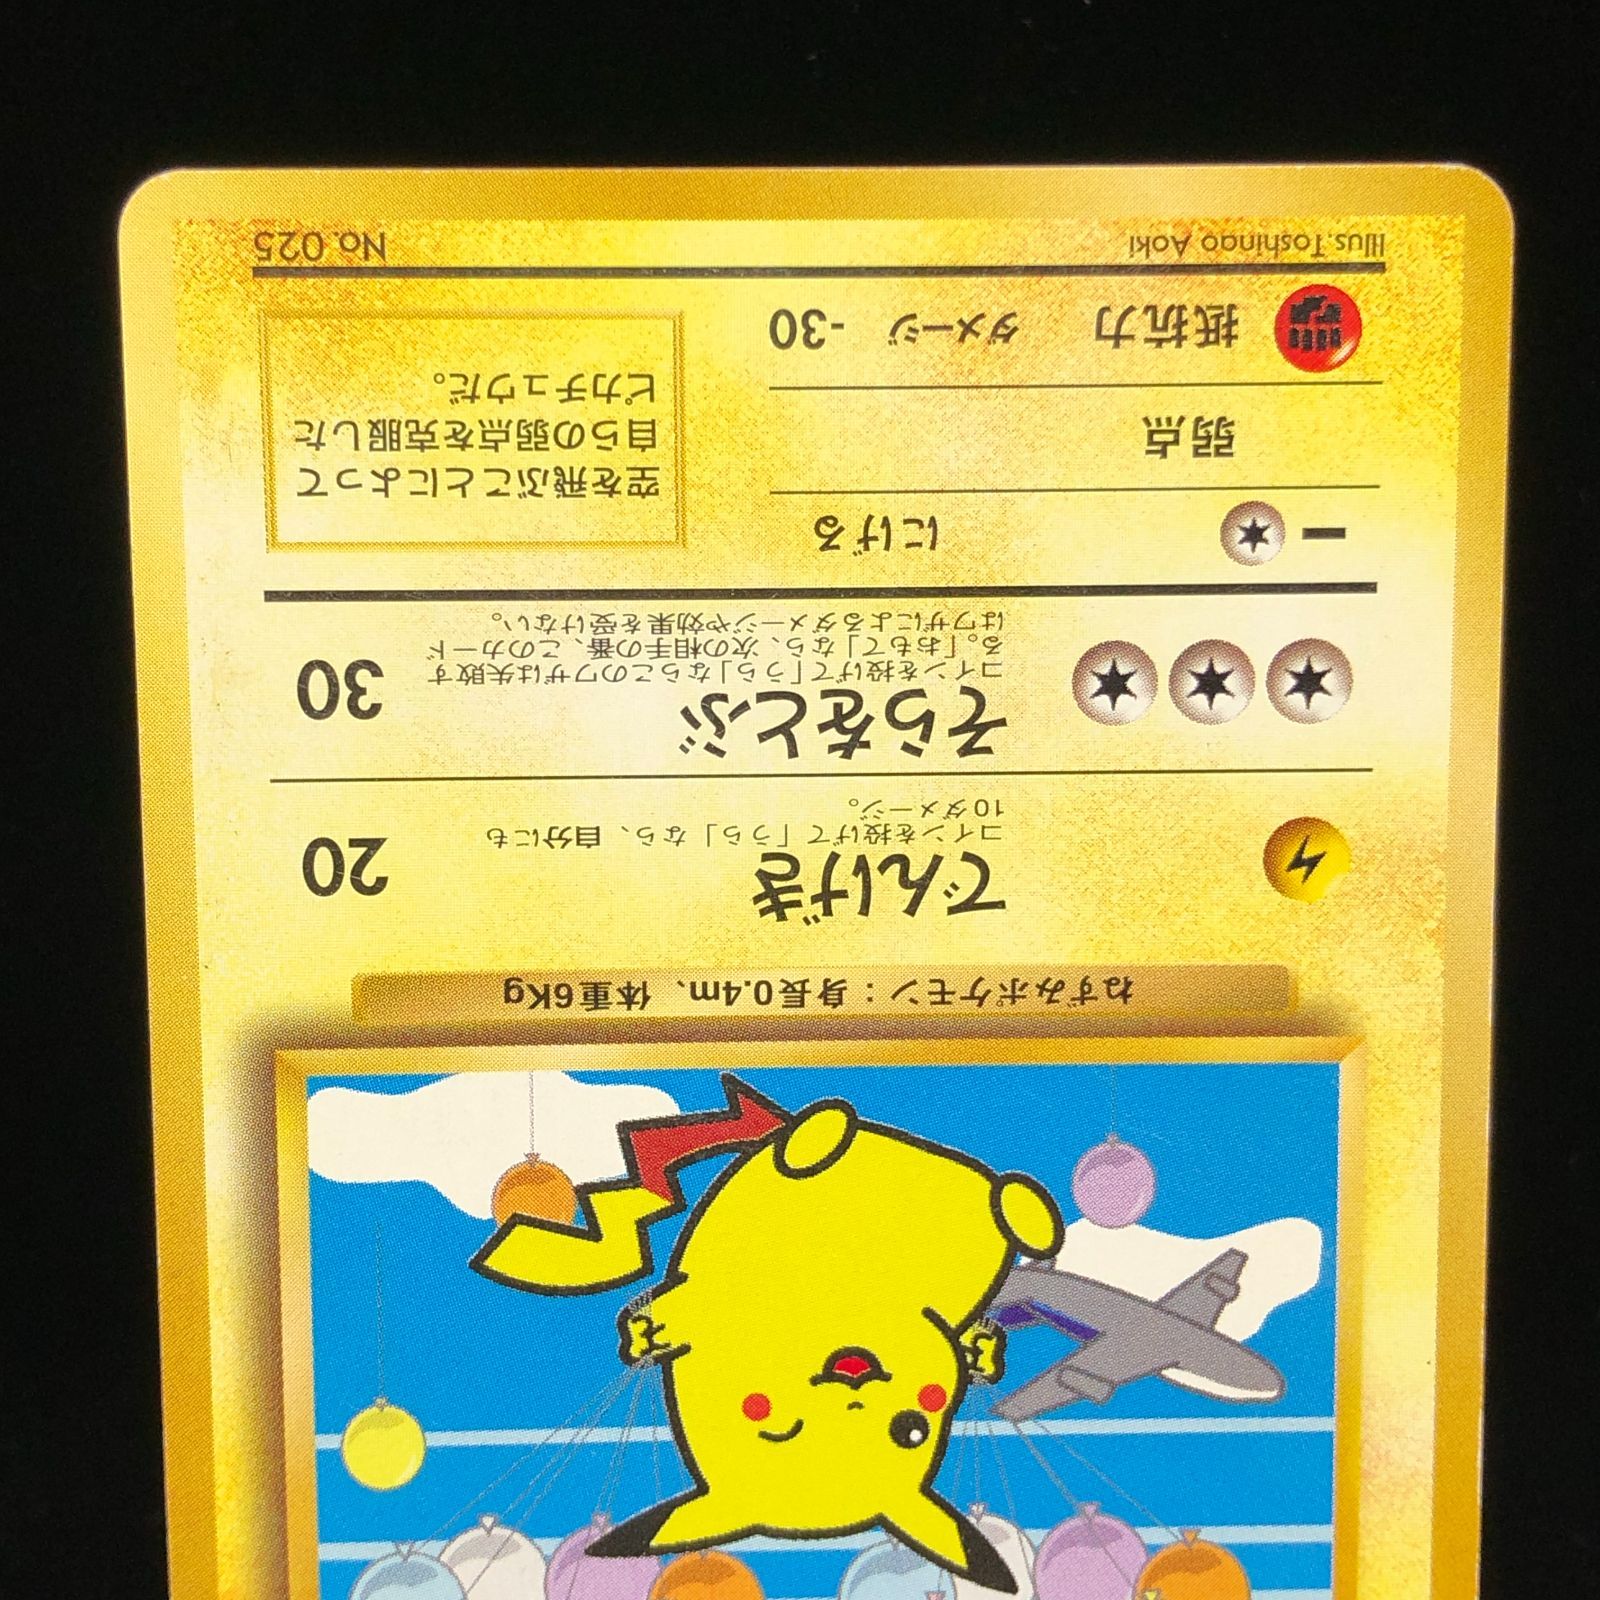 ねずみポケモン：身長0.4m、体重6Kg
でんげき 20
コインを投げて「うら」なら、自分にも
10ダメージ。
そらをとぶ 30
コインを投げて「うら」ならこのワザは失敗す
る。「おもて」なら、次の相手の番、このカード
はワザによるダメージや効果を受けない。
にげる
弱点
抵抗力 ダメージ -30
空を飛ぶことによって
自らの弱点を克服した
ピカチュウだ。
Illus.Toshinao Aoki No.025